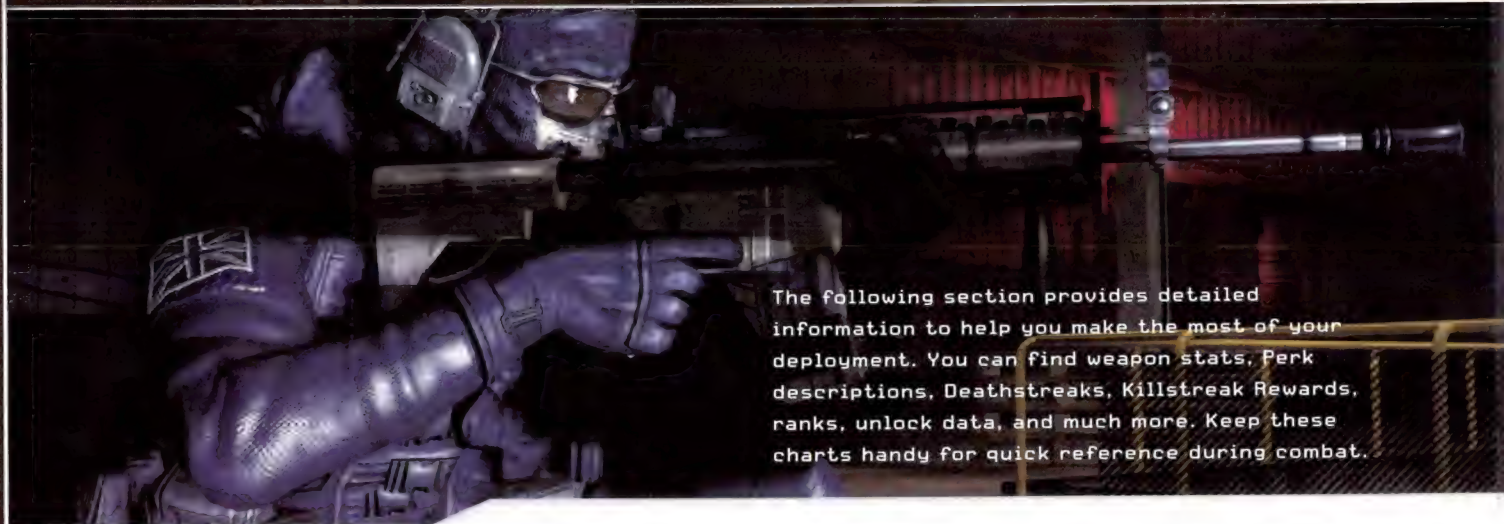 The following section provides detailed
information to help you make the most of your
deployment. You can find weapon stats, Perk
descriptions, Deathstreaks, Killstreak Rewards,
ranks, unlock data, and much more. Keep these
charts handy for quick reference during combat.